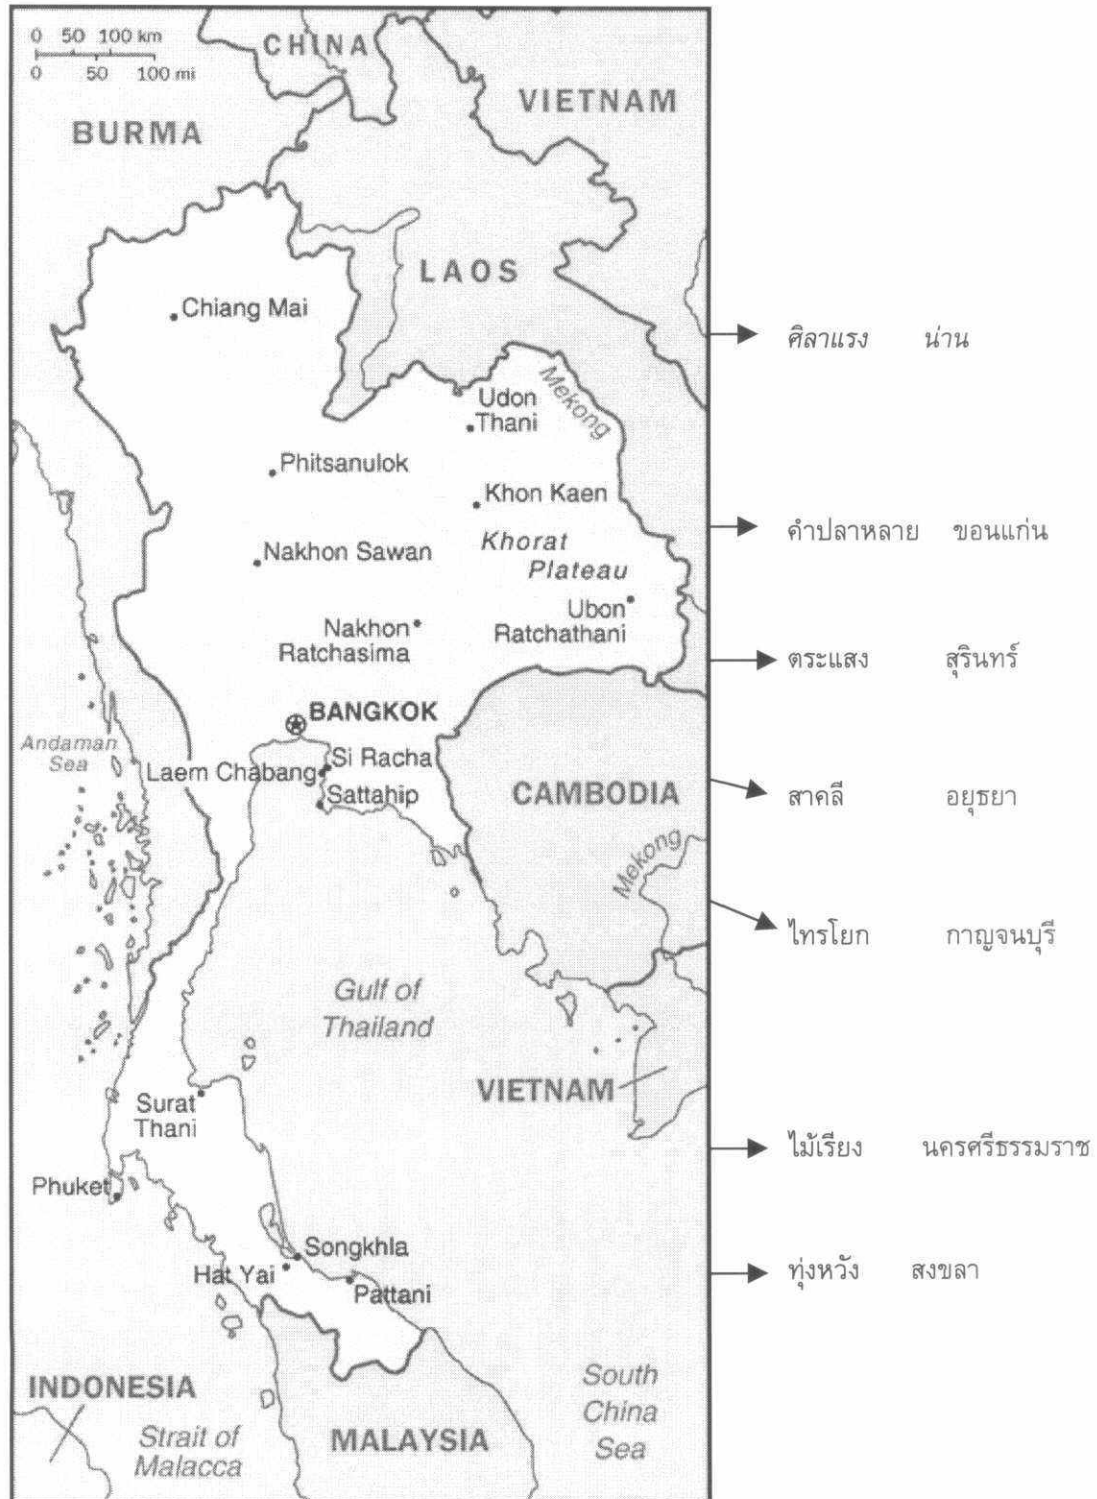 0 50 100 km
0 50 100 mi
CHINA
VIETNAM
BURMA
LAOS
Chiang Mai
ศิลาแรง น่าน
Mekong
Udon
Thani
Phitsanulok
Khon Kaen
คำปลาหลาย ขอนแก่น
Khorat
Plateau
Nakhon Sawan
Ubon
Ratchathani
Nakhon
Ratchasima
ตระแสง สุรินทร์
BANGKOK
Andaman
Sea
Si Racha
Laem Chabang
Sattahip
CAMBODIA
สาคลี อยุธยา
Mekong
ไทรโยก กาญจนบุรี
Gulf of
Thailand
VIETNAM
Surat
Thani
ไม้เรียง นครศรีธรรมราช
Phuket
Songkhla
Hat Yai
Pattani
ทุ่งหวัง สงขลา
INDONESIA
South
China
Sea
Strait of
Malacca
MALAYSIA